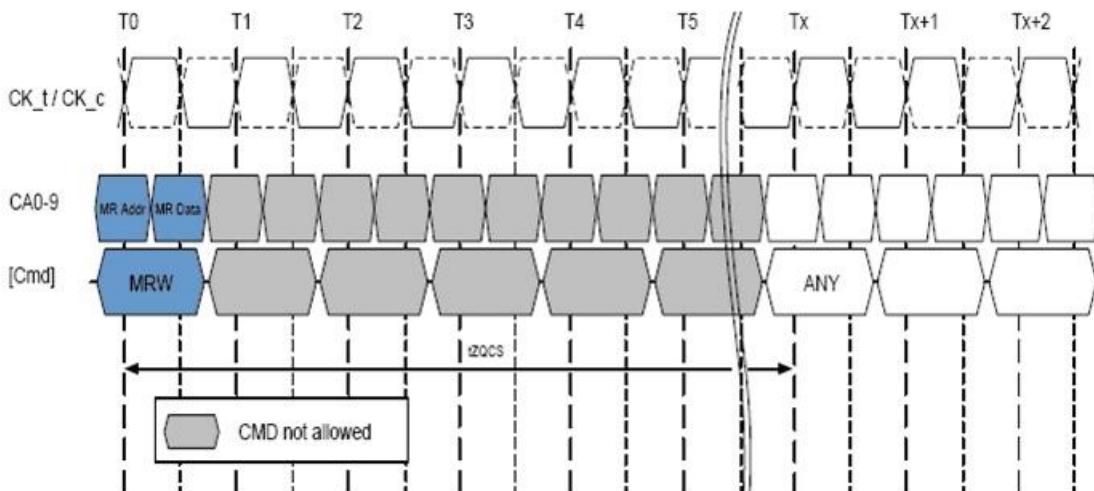 T0 T1 T2 T3 T4 T5 Tx Tx+1 Tx+2
CK_t / CK_c
CA0-9 MR Addr MR Data
[Cmd] MRW ANY
tZQCS
CMD not allowed